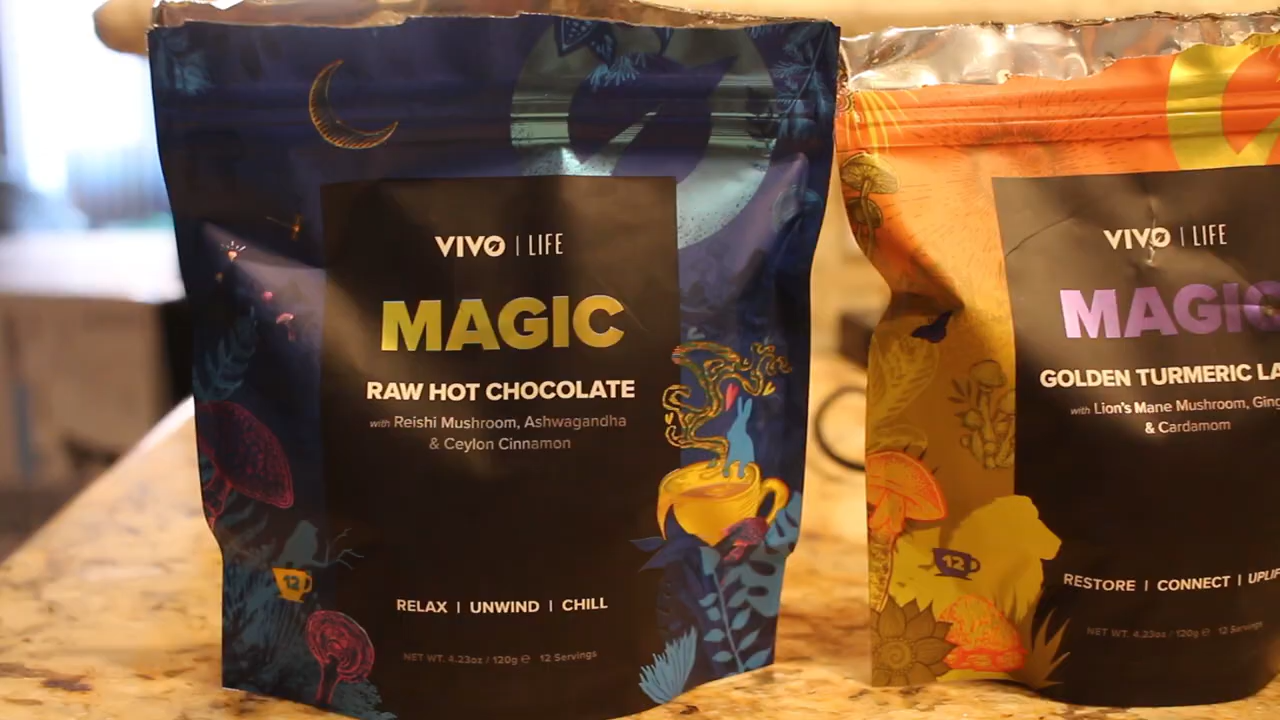 VIVO | LIFE
MAGIC
RAW HOT CHOCOLATE
with Reishi Mushroom, Ashwagandha
& Ceylon Cinnamon
12
RELAX | UNWIND | CHILL
NET WT. 4.23oz / 120g ℮ 12 Servings
VIVO | LIFE
MAGIC
GOLDEN TURMERIC LA
with Lion's Mane Mushroom, Ging
& Cardamom
12
RESTORE | CONNECT | UPLIF
NET WT. 4.23oz / 120g ℮ 12 Servings